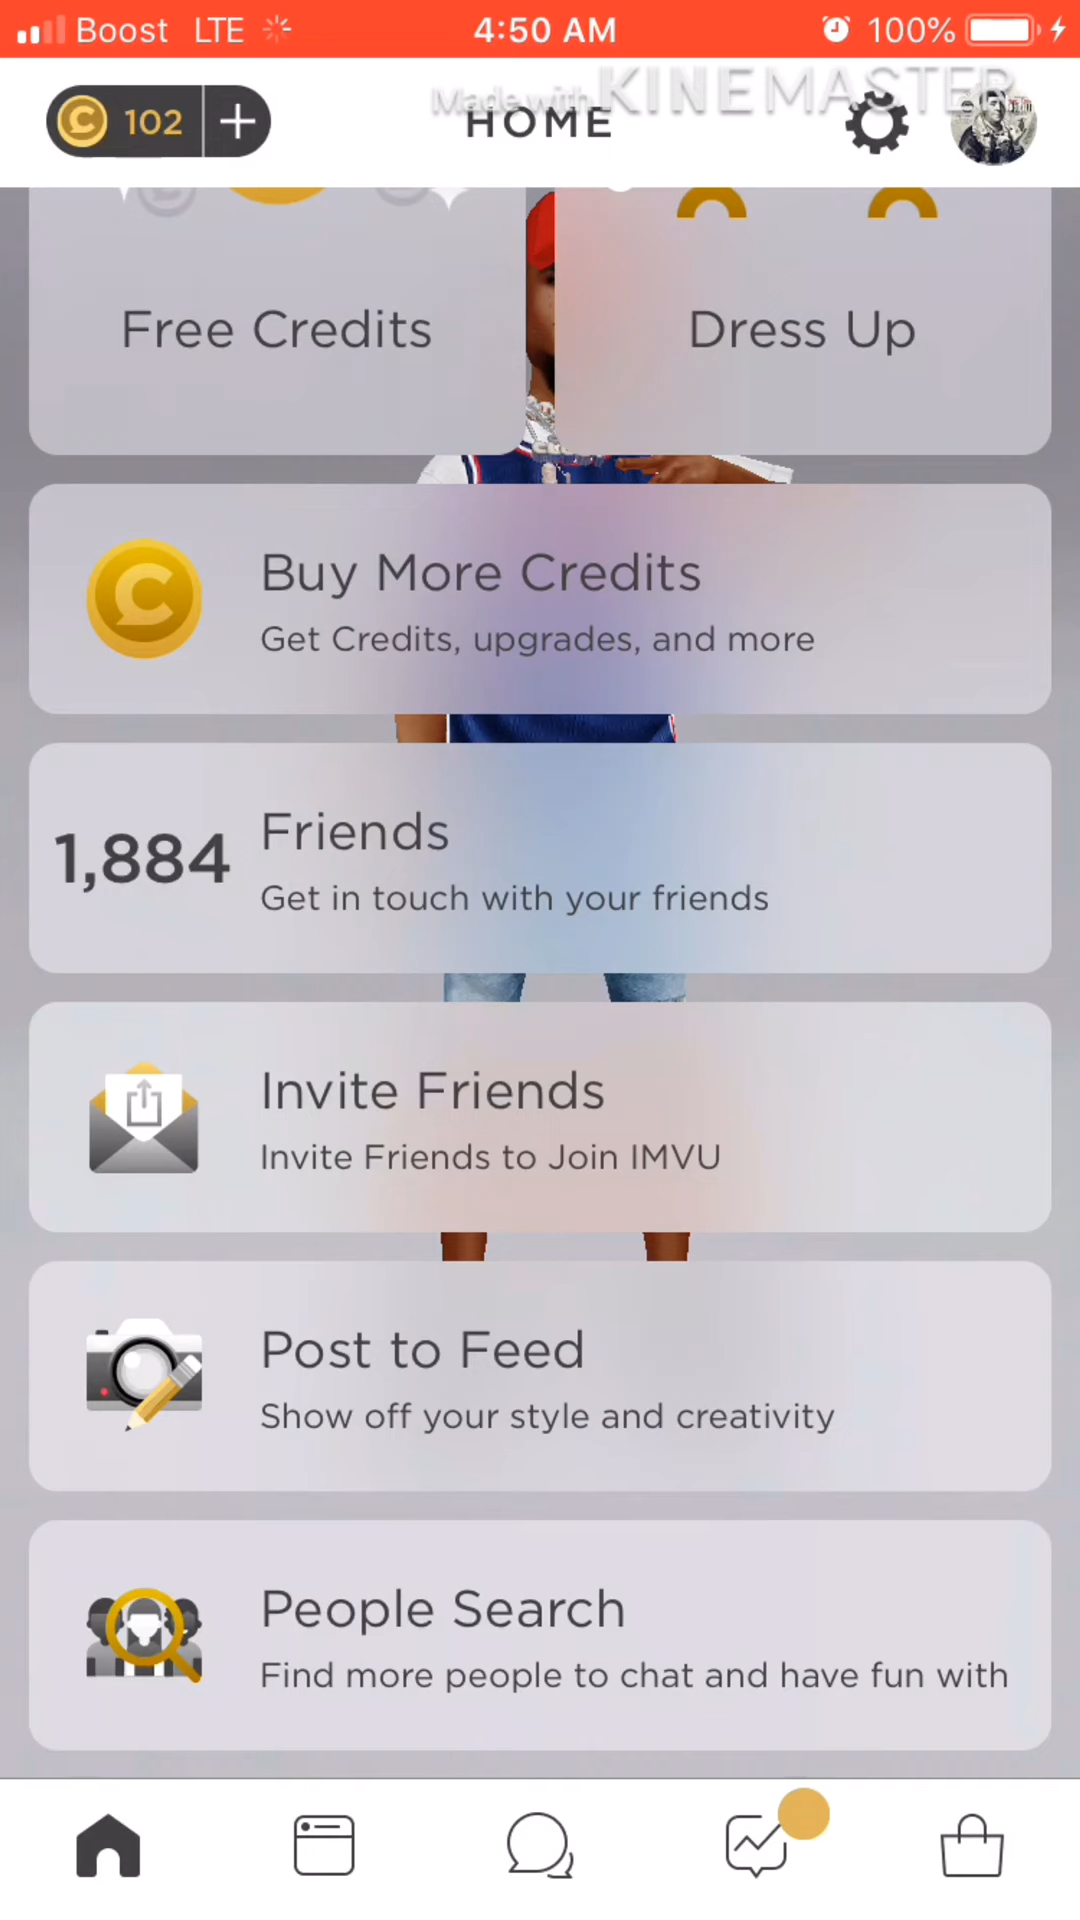 Boost LTE 4:50 AM 100%
Made with KINEMASTER
102 + HOME
Free Credits
Dress Up
Buy More Credits
Get Credits, upgrades, and more
1,884
Friends
Get in touch with your friends
Invite Friends
Invite Friends to Join IMVU
Post to Feed
Show off your style and creativity
People Search
Find more people to chat and have fun with